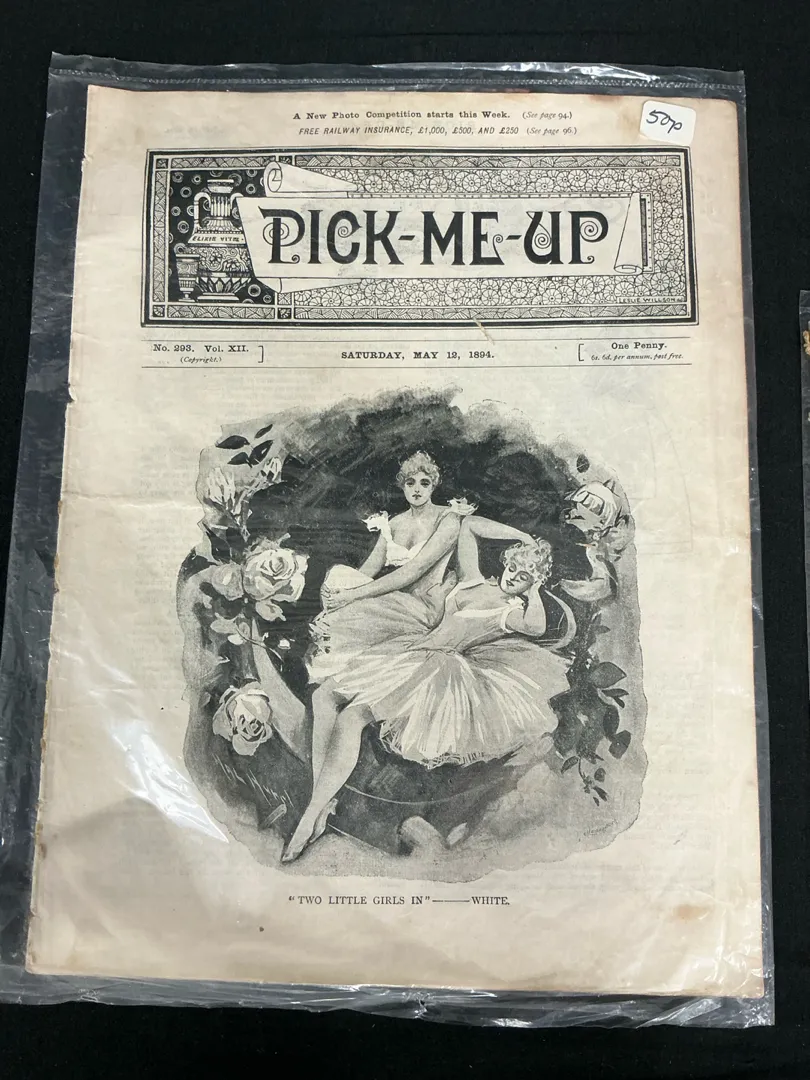 A New Photo Competition starts this Week. (See page 94.)
FREE RAILWAY INSURANCE, £1,000, £500, AND £250 (See page 96.)
50p
ELIXIR VITÆ
PICK-ME-UP
LESLIE WILLSON
No. 293. Vol. XII.
(Copyright.)
SATURDAY, MAY 12, 1894.
One Penny.
6s. 6d. per annum, post free.
"TWO LITTLE GIRLS IN"———WHITE.